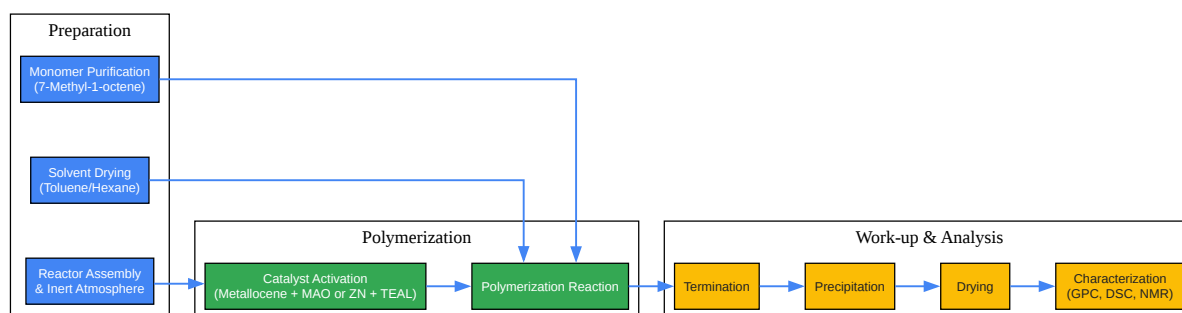 Preparation
Monomer Purification
(7-Methyl-1-octene)
Solvent Drying
(Toluene/Hexane)
Reactor Assembly
& Inert Atmosphere
Polymerization
Catalyst Activation
(Metallocene + MAO or ZN + TEAL)
Polymerization Reaction
Work-up & Analysis
Termination
Precipitation
Drying
Characterization
(GPC, DSC, NMR)